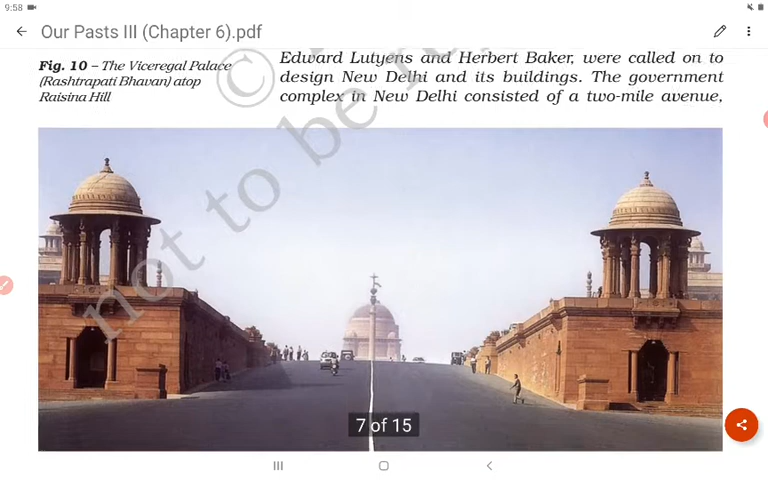 9:58
Our Pasts III (Chapter 6).pdf
Fig. 10 – The Viceregal Palace
(Rashtrapati Bhavan) atop
Raisina Hill
Edward Lutyens and Herbert Baker, were called on to
design New Delhi and its buildings. The government
complex in New Delhi consisted of a two-mile avenue,
©
not to be
7 of 15